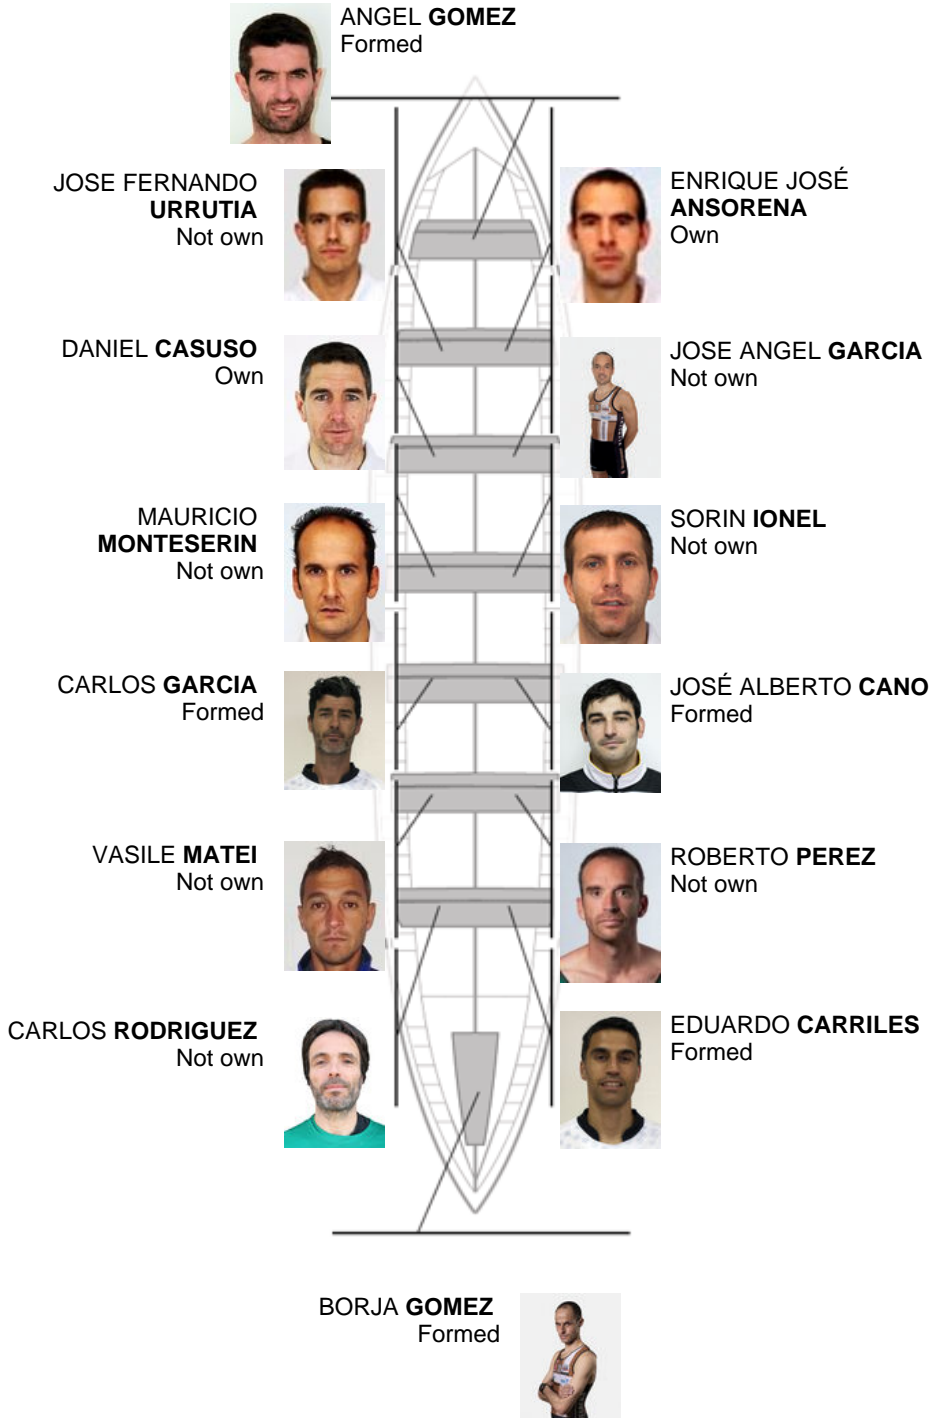 ANGEL GOMEZ
Formed
JOSE FERNANDO
URRUTIA
Not own
ENRIQUE JOSÉ
ANSORENA
Own
DANIEL CASUSO
Own
JOSE ANGEL GARCIA
Not own
MAURICIO
MONTESERIN
Not own
SORIN IONEL
Not own
CARLOS GARCIA
Formed
JOSÉ ALBERTO CANO
Formed
VASILE MATEI
Not own
ROBERTO PEREZ
Not own
CARLOS RODRIGUEZ
Not own
EDUARDO CARRILES
Formed
BORJA GOMEZ
Formed